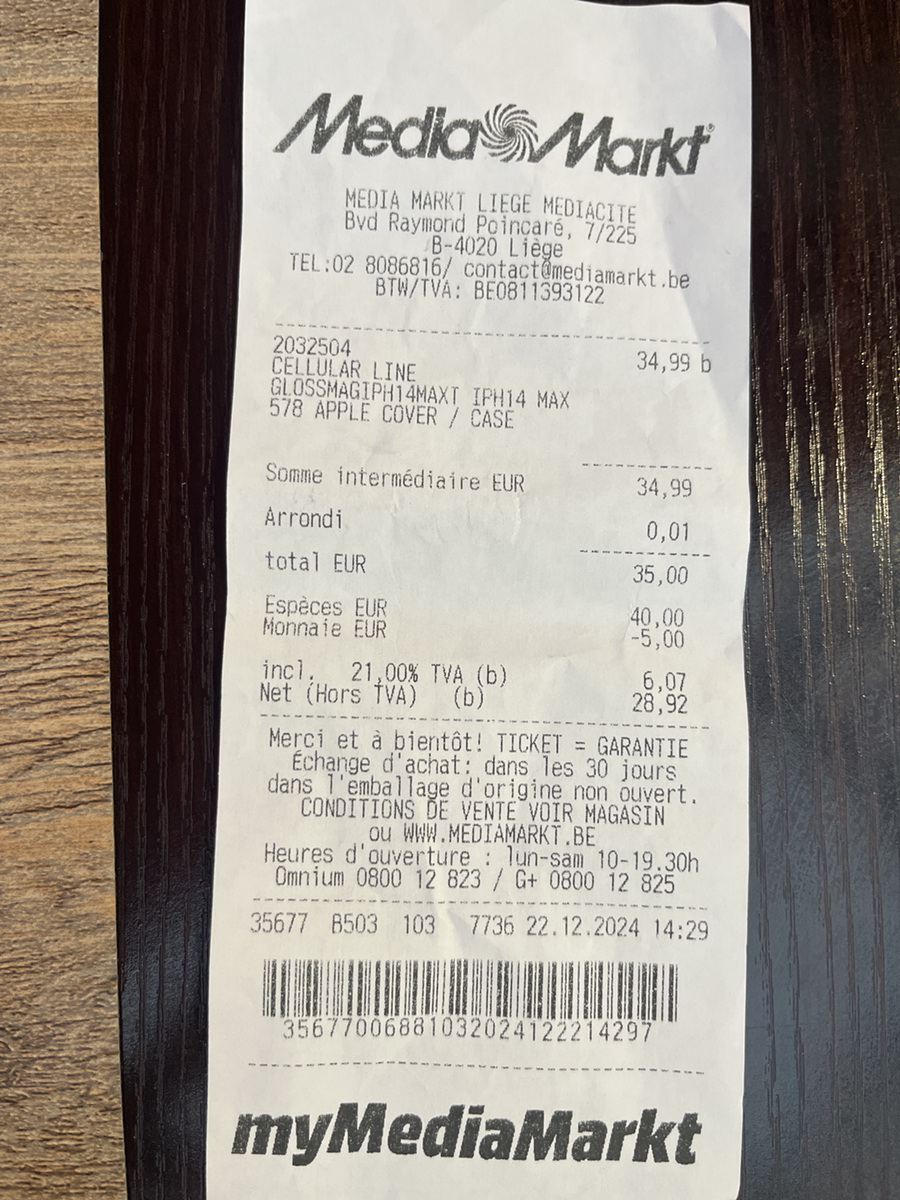 Media Markt
MEDIA MARKT LIEGE MEDIACITE
Bvd Raymond Poincaré, 7/225
B-4020 Liège
TEL:02 8086816/ contact@mediamarkt.be
BTW/TVA: BE0811393122
2032504 34,99 b
CELLULAR LINE
GLOSSMAGIPH14MAXT IPH14 MAX
578 APPLE COVER / CASE
Somme intermédiaire EUR 34,99
Arrondi 0,01
total EUR 35,00
Espèces EUR 40,00
Monnaie EUR -5,00
incl. 21,00% TVA (b) 6,07
Net (Hors TVA) (b) 28,92
Merci et à bientôt! TICKET = GARANTIE
Échange d'achat: dans les 30 jours
dans l'emballage d'origine non ouvert.
CONDITIONS DE VENTE VOIR MAGASIN
ou WWW.MEDIAMARKT.BE
Heures d'ouverture : lun-sam 10-19.30h
Omnium 0800 12 823 / G+ 0800 12 825
35677 B503 103 7736 22.12.2024 14:29
3567700688103202412221429​7
myMediaMarkt